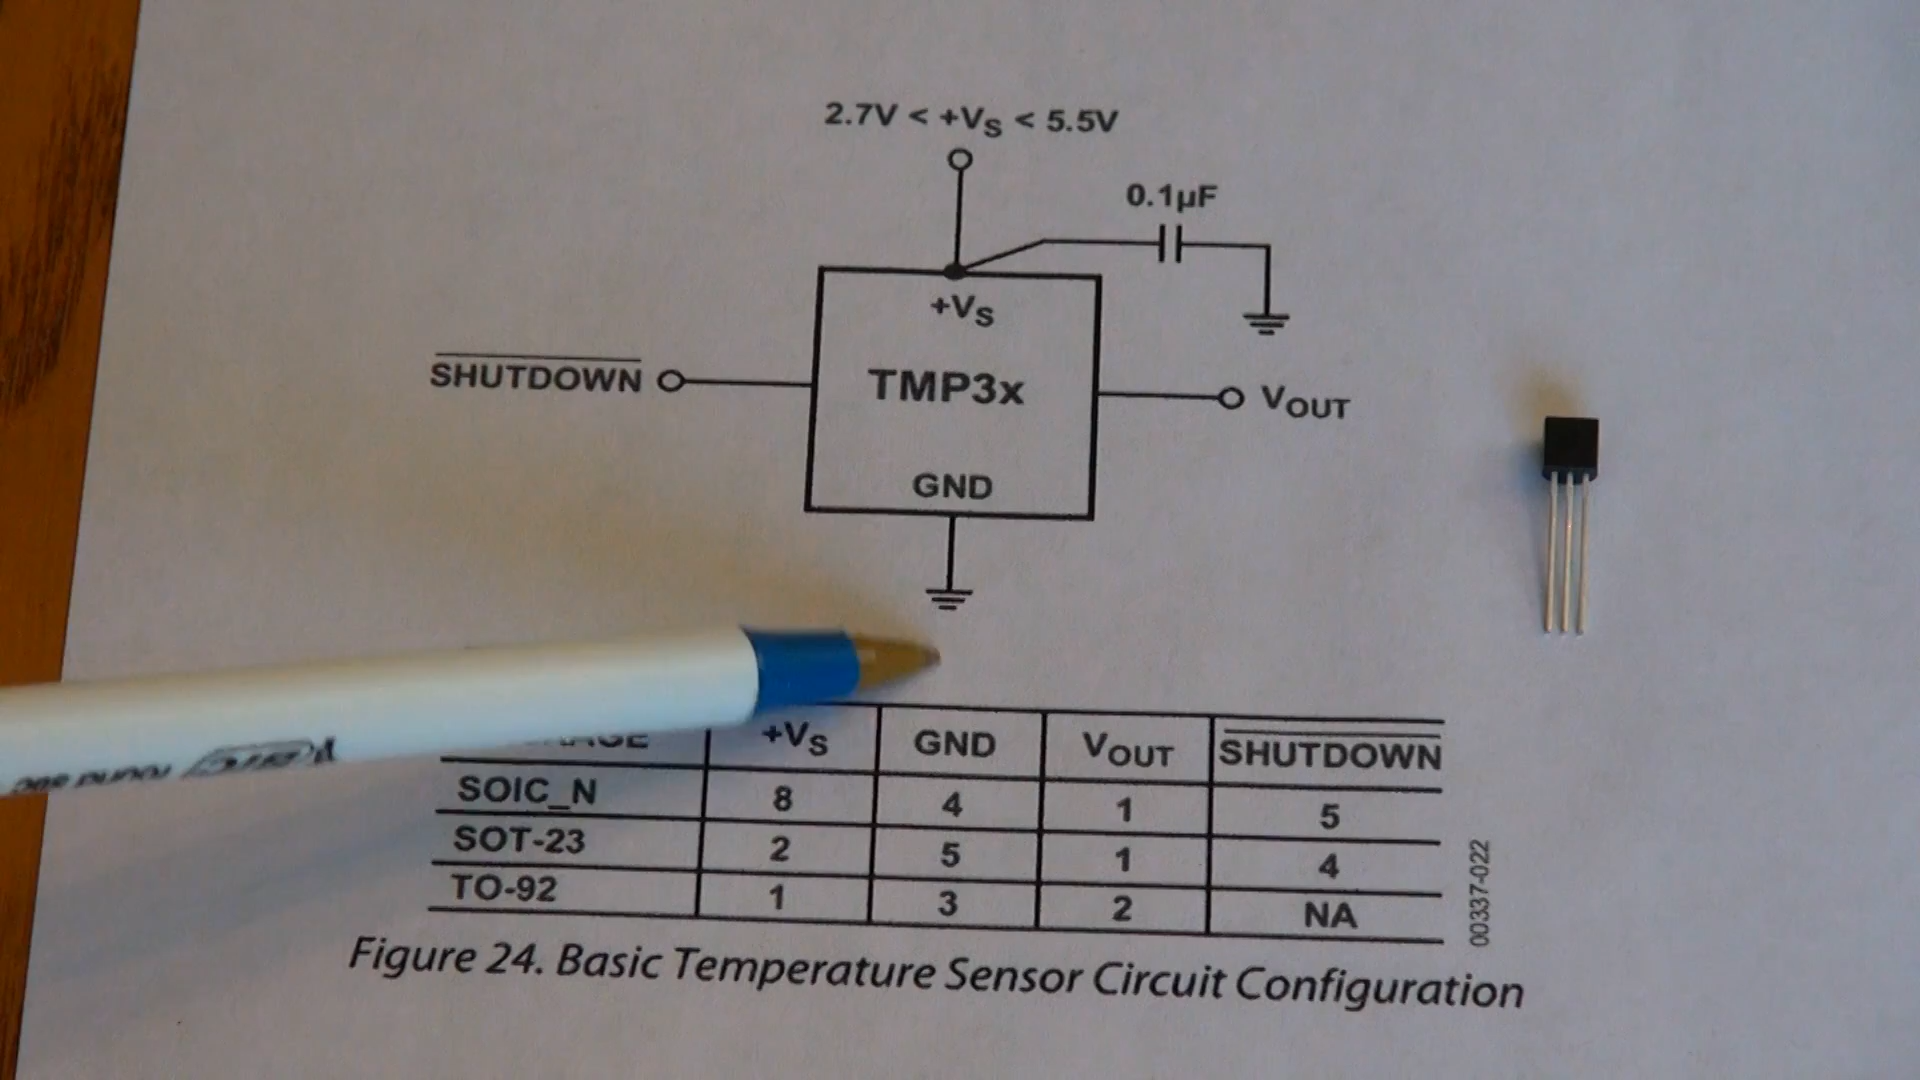 2.7V < +VS < 5.5V
0.1µF
+VS
SHUTDOWN
TMP3x
VOUT
GND
+VS GND VOUT SHUTDOWN
SOIC_N 8 4 1 5
SOT-23 2 5 1 4
TO-92 1 3 2 NA
00337-022
Figure 24. Basic Temperature Sensor Circuit Configuration